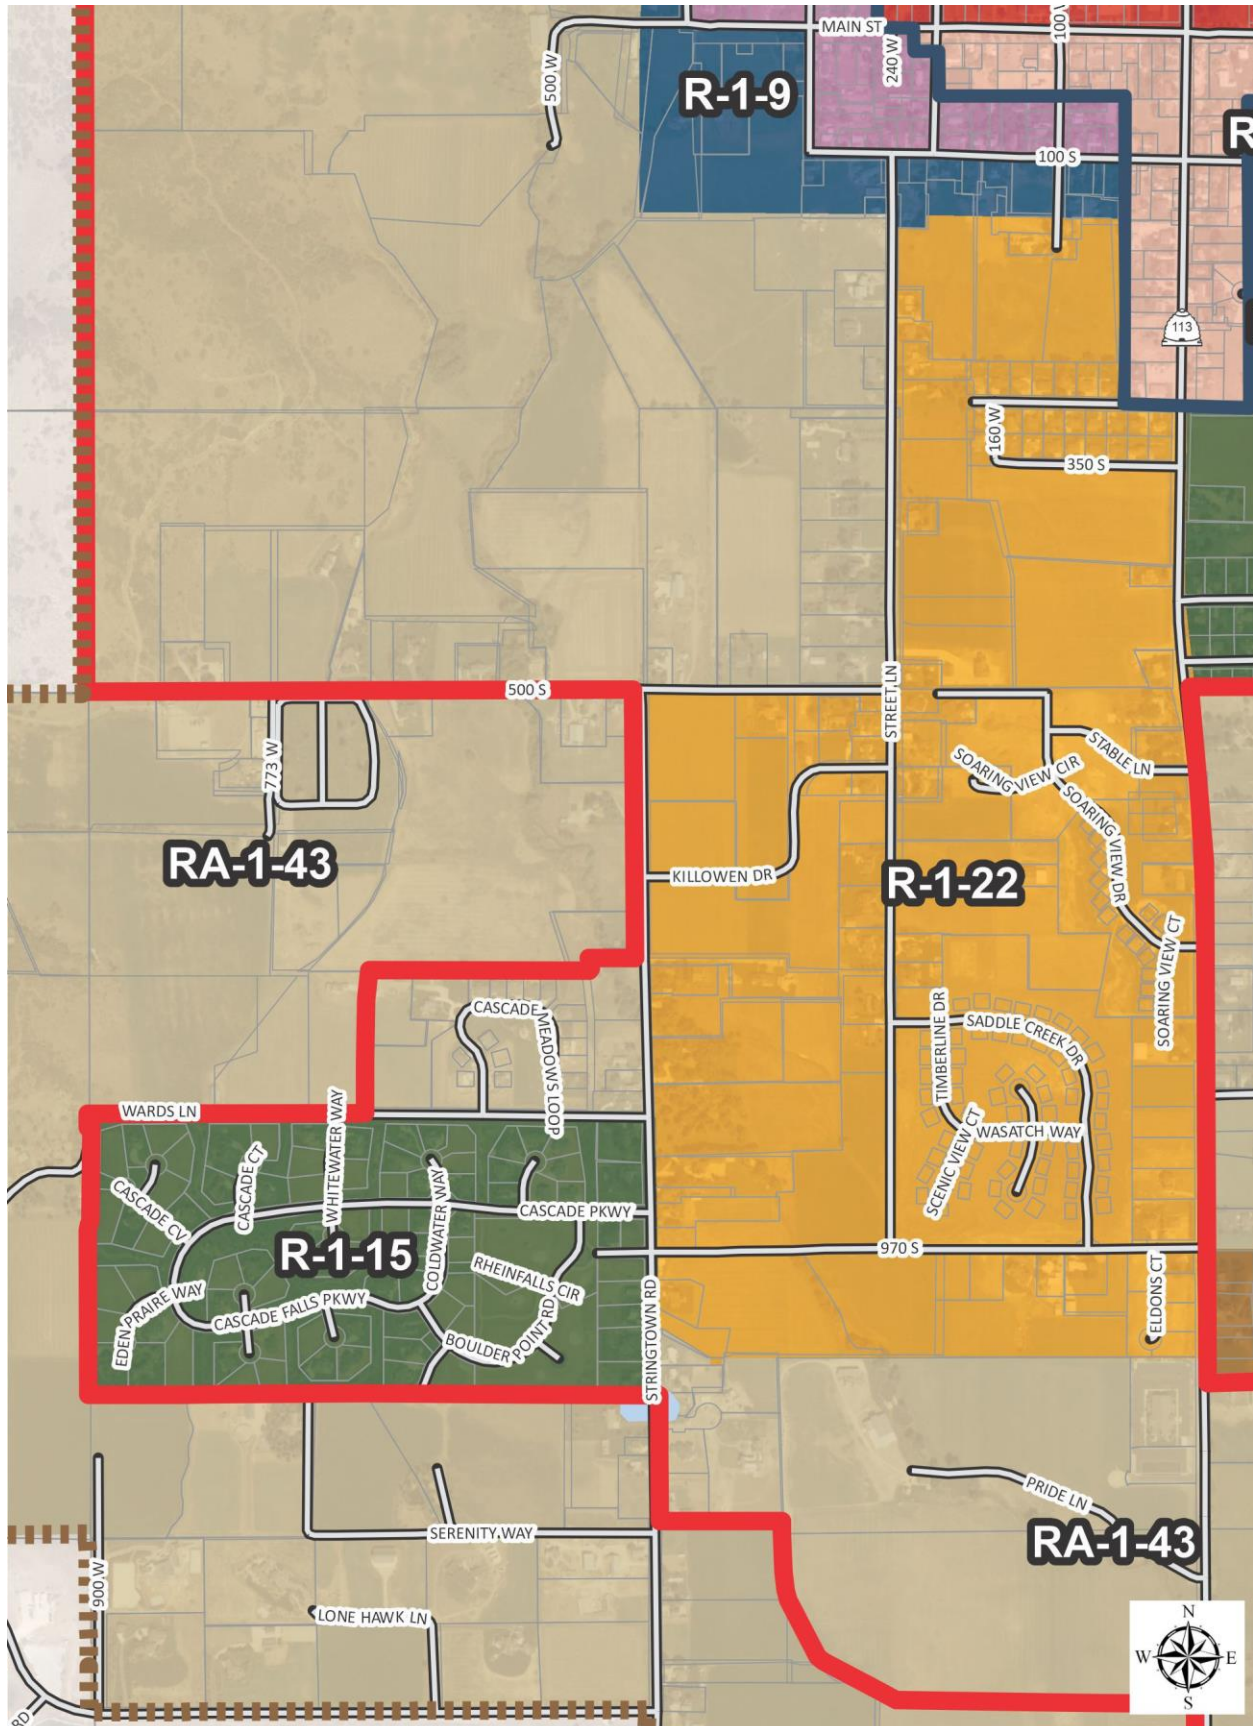 MAIN ST
100 W
500 W
240 W
R-1-9
R
100 S
113
160 W
350 S
500 S
STREET LN
773 W
STABLE LN
SOARING VIEW CIR
SOARING VIEW DR
RA-1-43
KILLOWEN DR
R-1-22
SOARING VIEW CT
CASCADE MEADOWS LOOP
TIMBERLINE DR
SADDLE CREEK DR
WARDS LN
WHITEWATER WAY
WASATCH WAY
SCENIC VIEW CT
CASCADE CT
CASCADE CV
COLDWATER WAY
CASCADE PKWY
R-1-15
970 S
RHEINFALLS CIR
EDEN PRAIRE WAY
CASCADE FALLS PKWY
BOULDER POINT RD
STRINGTOWN RD
ELDONS CT
PRIDE LN
SERENITY WAY
RA-1-43
900 W
LONE HAWK LN
N
W E
S
RD